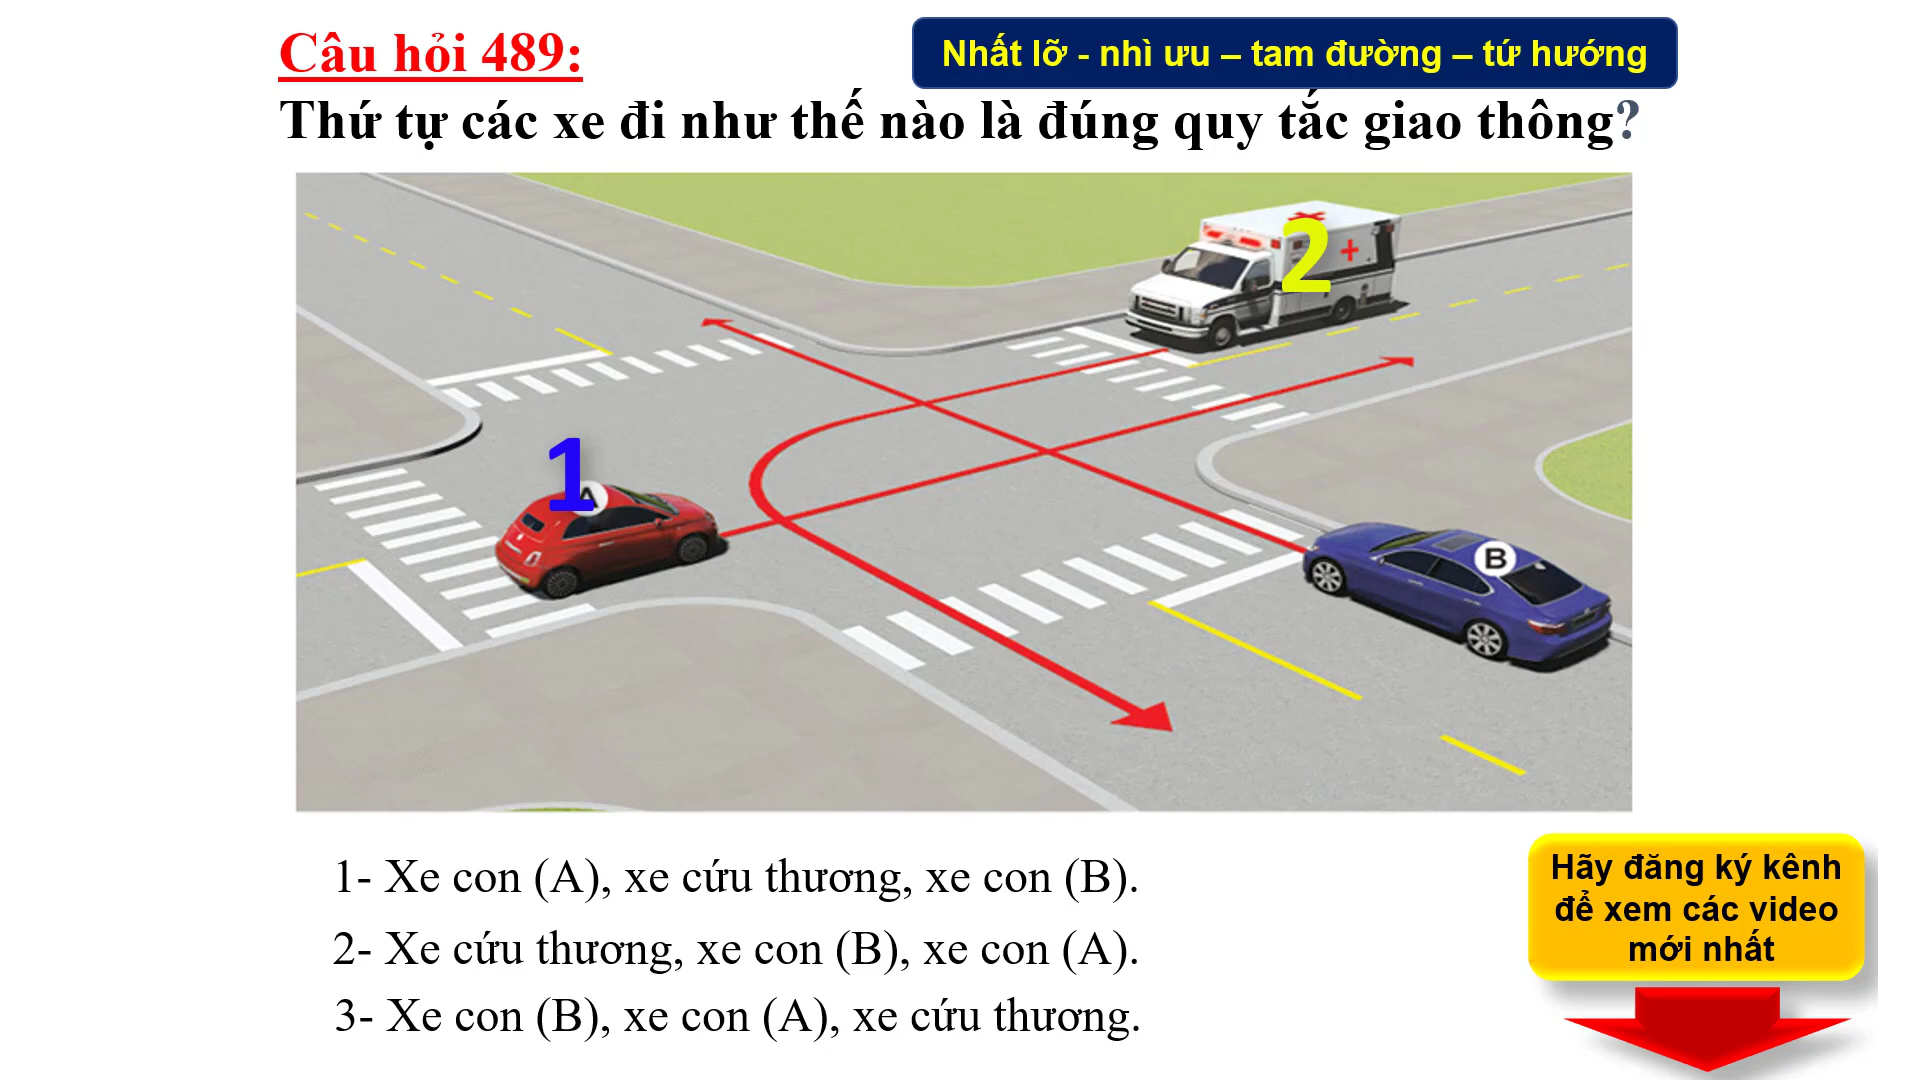 Câu hỏi 489:
Nhất lỡ - nhì ưu – tam đường – tứ hướng
Thứ tự các xe đi như thế nào là đúng quy tắc giao thông?
2
1
A
B
1- Xe con (A), xe cứu thương, xe con (B).
2- Xe cứu thương, xe con (B), xe con (A).
3- Xe con (B), xe con (A), xe cứu thương.
Hãy đăng ký kênh
để xem các video
mới nhất